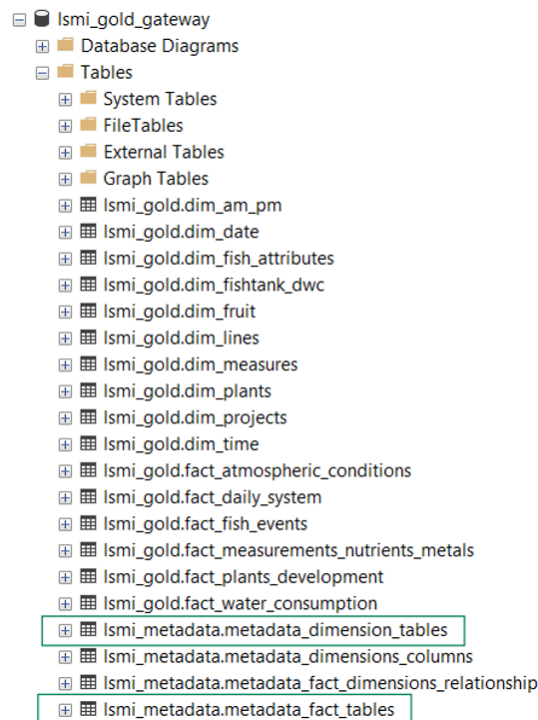 lsmi_gold_gateway
Database Diagrams
Tables
System Tables
FileTables
External Tables
Graph Tables
lsmi_gold.dim_am_pm
lsmi_gold.dim_date
lsmi_gold.dim_fish_attributes
lsmi_gold.dim_fishtank_dwc
lsmi_gold.dim_fruit
lsmi_gold.dim_lines
lsmi_gold.dim_measures
lsmi_gold.dim_plants
lsmi_gold.dim_projects
lsmi_gold.dim_time
lsmi_gold.fact_atmospheric_conditions
lsmi_gold.fact_daily_system
lsmi_gold.fact_fish_events
lsmi_gold.fact_measurements_nutrients_metals
lsmi_gold.fact_plants_development
lsmi_gold.fact_water_consumption
lsmi_metadata.metadata_dimension_tables
lsmi_metadata.metadata_dimensions_columns
lsmi_metadata.metadata_fact_dimensions_relationship
lsmi_metadata.metadata_fact_tables